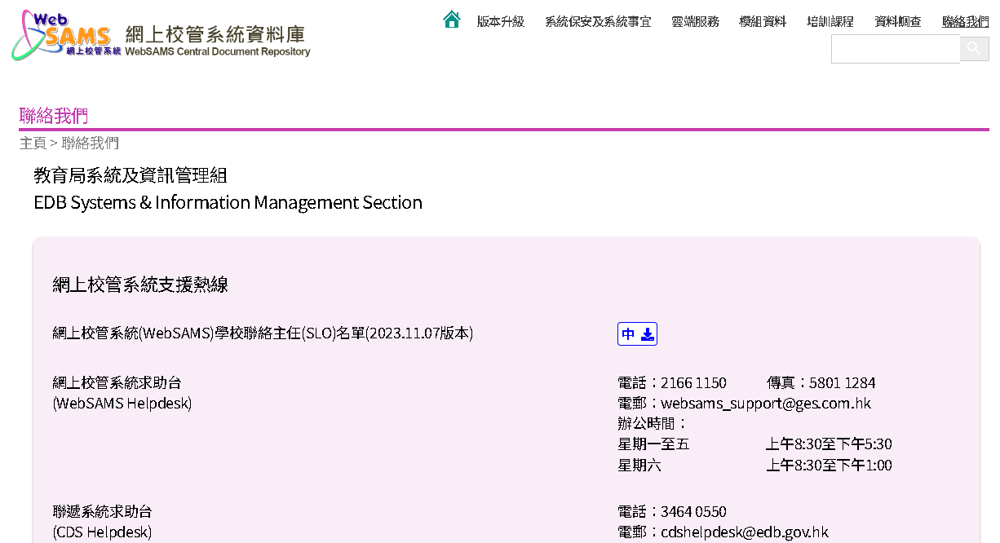 Web
SAMS
網上校管系統
網上校管系統資料庫
WebSAMS Central Document Repository
版本升級 系統保安及系統事宜 雲端服務 模組資料 培訓課程 資料調查 聯絡我們
聯絡我們
主頁 > 聯絡我們
教育局系統及資訊管理組
EDB Systems & Information Management Section
網上校管系統支援熱線
網上校管系統(WebSAMS)學校聯絡主任(SLO)名單(2023.11.07版本) 中
網上校管系統求助台 電話：2166 1150 傳真：5801 1284
(WebSAMS Helpdesk) 電郵：websams_support@ges.com.hk
辦公時間：
星期一至五 上午8:30至下午5:30
星期六 上午8:30至下午1:00
聯遞系統求助台 電話：3464 0550
(CDS Helpdesk) 電郵：cdshelpdesk@edb.gov.hk